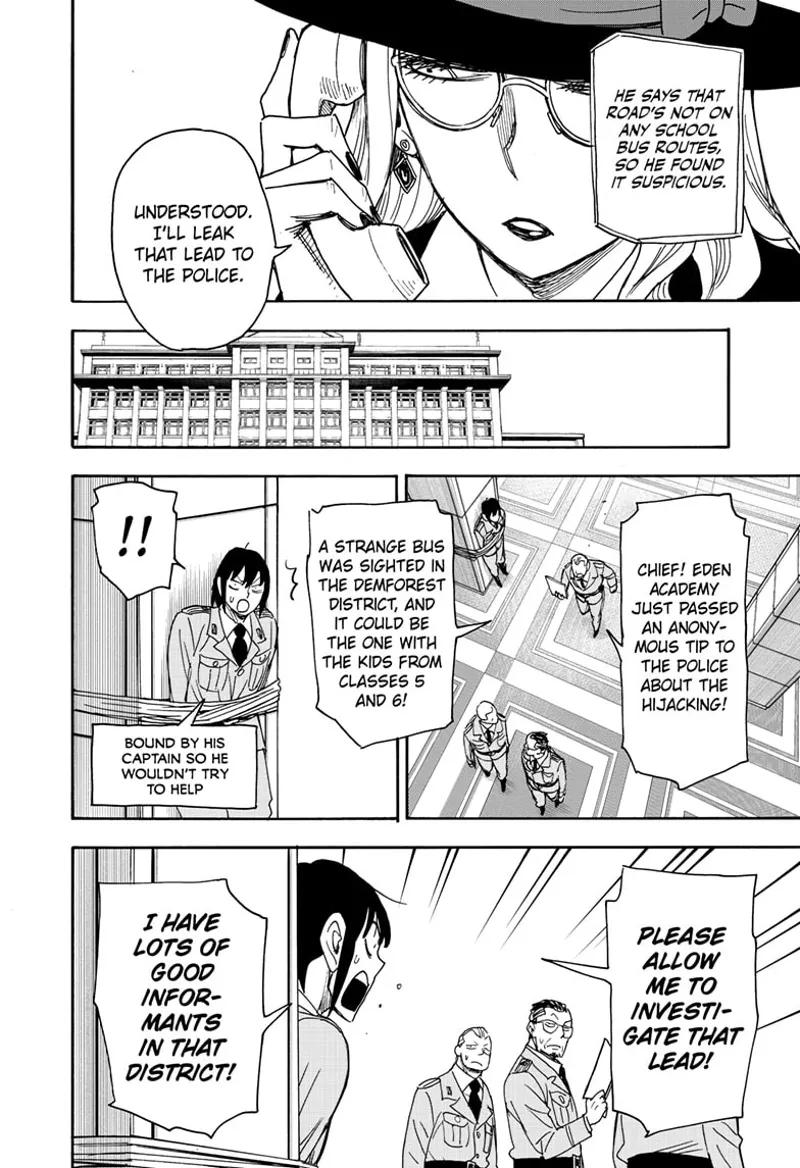 HE SAYS THAT
ROAD'S NOT ON
ANY SCHOOL
BUS ROUTES,
SO HE FOUND
IT SUSPICIOUS.
UNDERSTOOD.
I'LL LEAK
THAT LEAD TO
THE POLICE.
CHIEF! EDEN
ACADEMY
JUST PASSED
AN ANONY-
MOUS TIP TO
THE POLICE
ABOUT THE
HIJACKING!
A STRANGE BUS
WAS SIGHTED
IN THE
DEMFOREST
DISTRICT, AND
IT COULD BE
THE ONE WITH
THE KIDS FROM
CLASSES 5
AND 6!
!!
BOUND BY HIS
CAPTAIN SO HE
WOULDN'T TRY
TO HELP
PLEASE
ALLOW
ME TO
INVESTI-
GATE THAT
LEAD!
I HAVE
LOTS OF
GOOD
INFOR-
MANTS
IN THAT
DISTRICT!